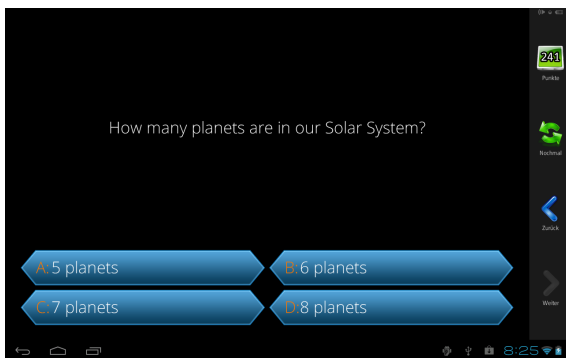 241
Punkte
How many planets are in our Solar System?
Nochmal
Zurück
A: 5 planets
B: 6 planets
C: 7 planets
D: 8 planets
Weiter
8:25